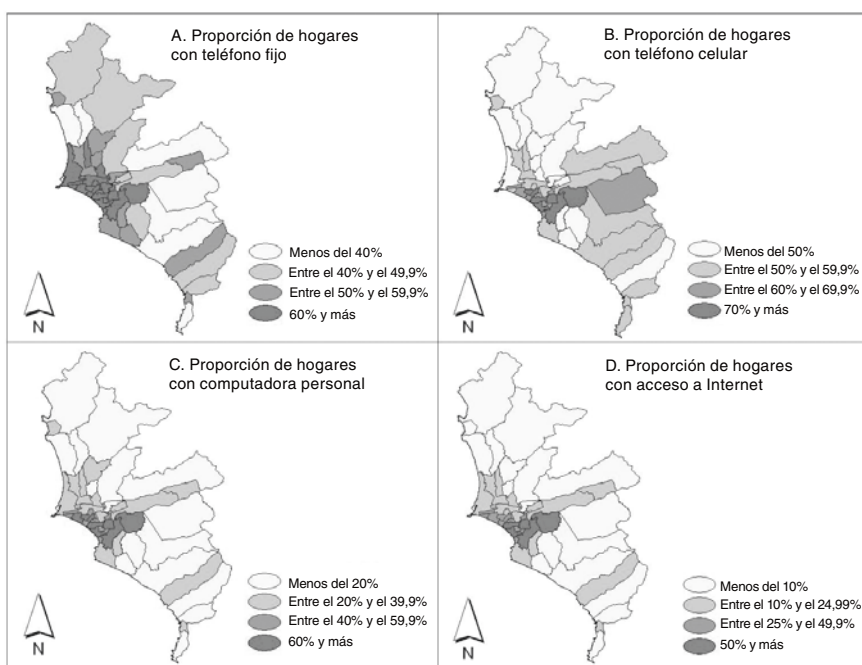 A. Proporción de hogares
con teléfono fijo
Menos del 40%
Entre el 40% y el 49,9%
Entre el 50% y el 59,9%
60% y más
N
B. Proporción de hogares
con teléfono celular
Menos del 50%
Entre el 50% y el 59,9%
Entre el 60% y el 69,9%
70% y más
N
C. Proporción de hogares
con computadora personal
Menos del 20%
Entre el 20% y el 39,9%
Entre el 40% y el 59,9%
60% y más
N
D. Proporción de hogares
con acceso a Internet
Menos del 10%
Entre el 10% y el 24,99%
Entre el 25% y el 49,9%
50% y más
N